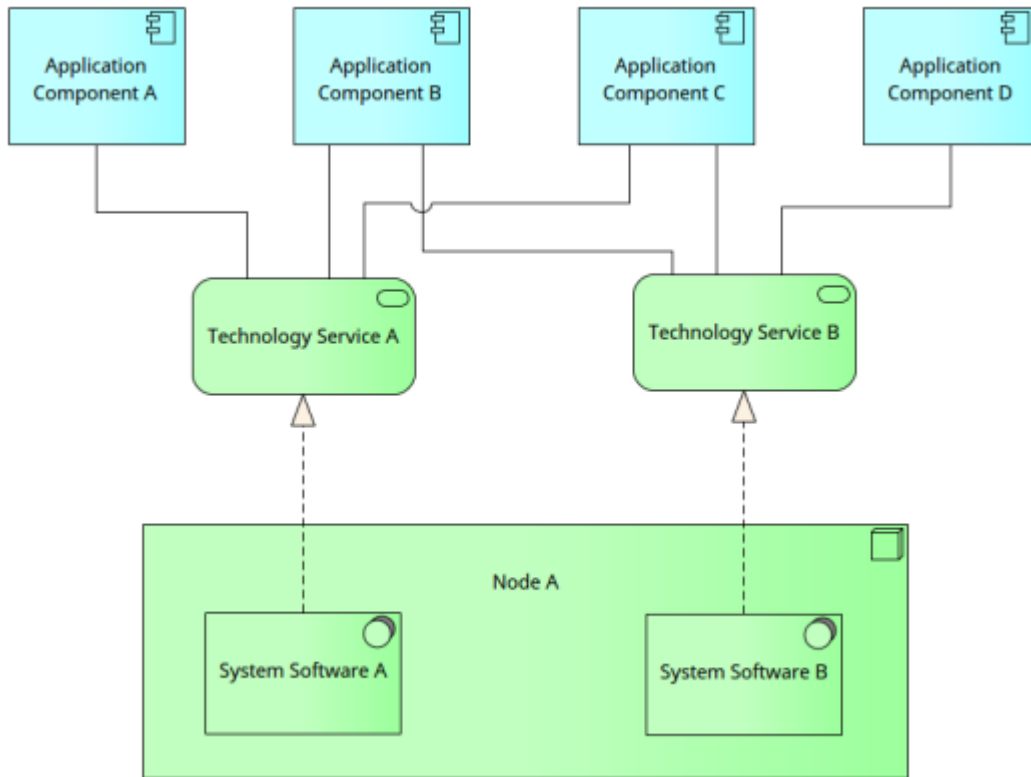 Application
Component A
Application
Component B
Application
Component C
Application
Component D
Technology Service A
Technology Service B
Node A
System Software A
System Software B